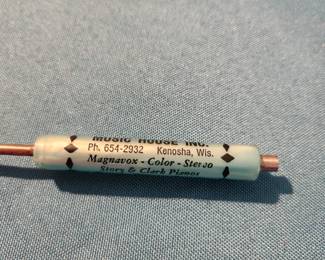 MUSIC HOUSE INC.
Ph. 654-2932 Kenosha, Wis.
Magnavox - Color - Stereo
Story & Clark Pianos